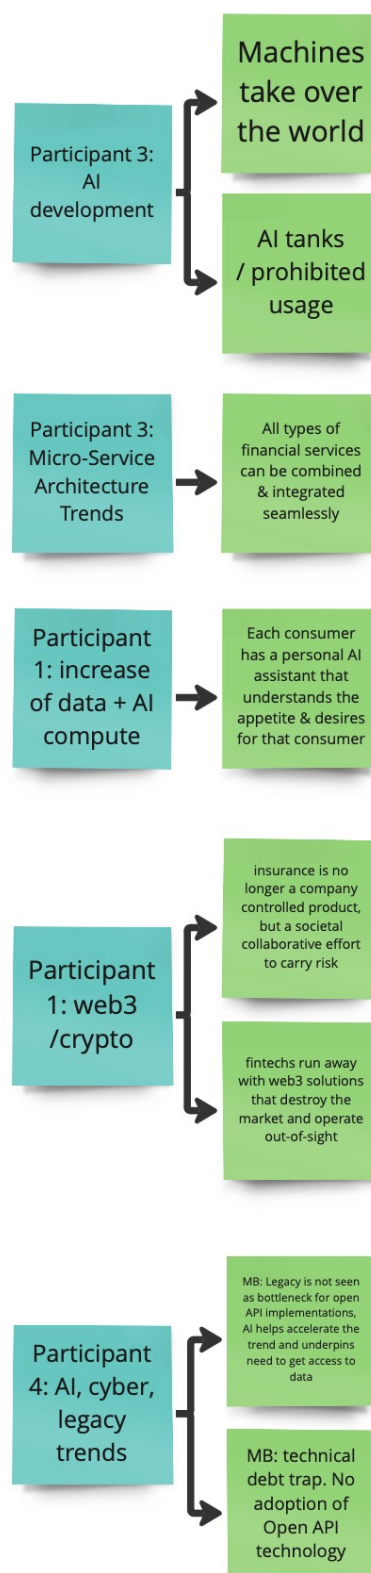 Participant 3:
AI
development
Machines
take over
the world
AI tanks
/ prohibited
usage
Participant 3:
Micro-Service
Architecture
Trends
All types of
financial services
can be combined
& integrated
seamlessly
Participant
1: increase
of data + AI
compute
Each consumer
has a personal AI
assistant that
understands the
appetite & desires
for that consumer
Participant
1: web3
/crypto
insurance is no
longer a company
controlled product,
but a societal
collaborative effort
to carry risk
fintechs run away
with web3 solutions
that destroy the
market and operate
out-of-sight
Participant
4: AI, cyber,
legacy
trends
MB: Legacy is not seen
as bottleneck for open
API implementations,
AI helps accelerate the
trend and underpins
need to get access to
data
MB: technical
debt trap. No
adoption of
Open API
technology